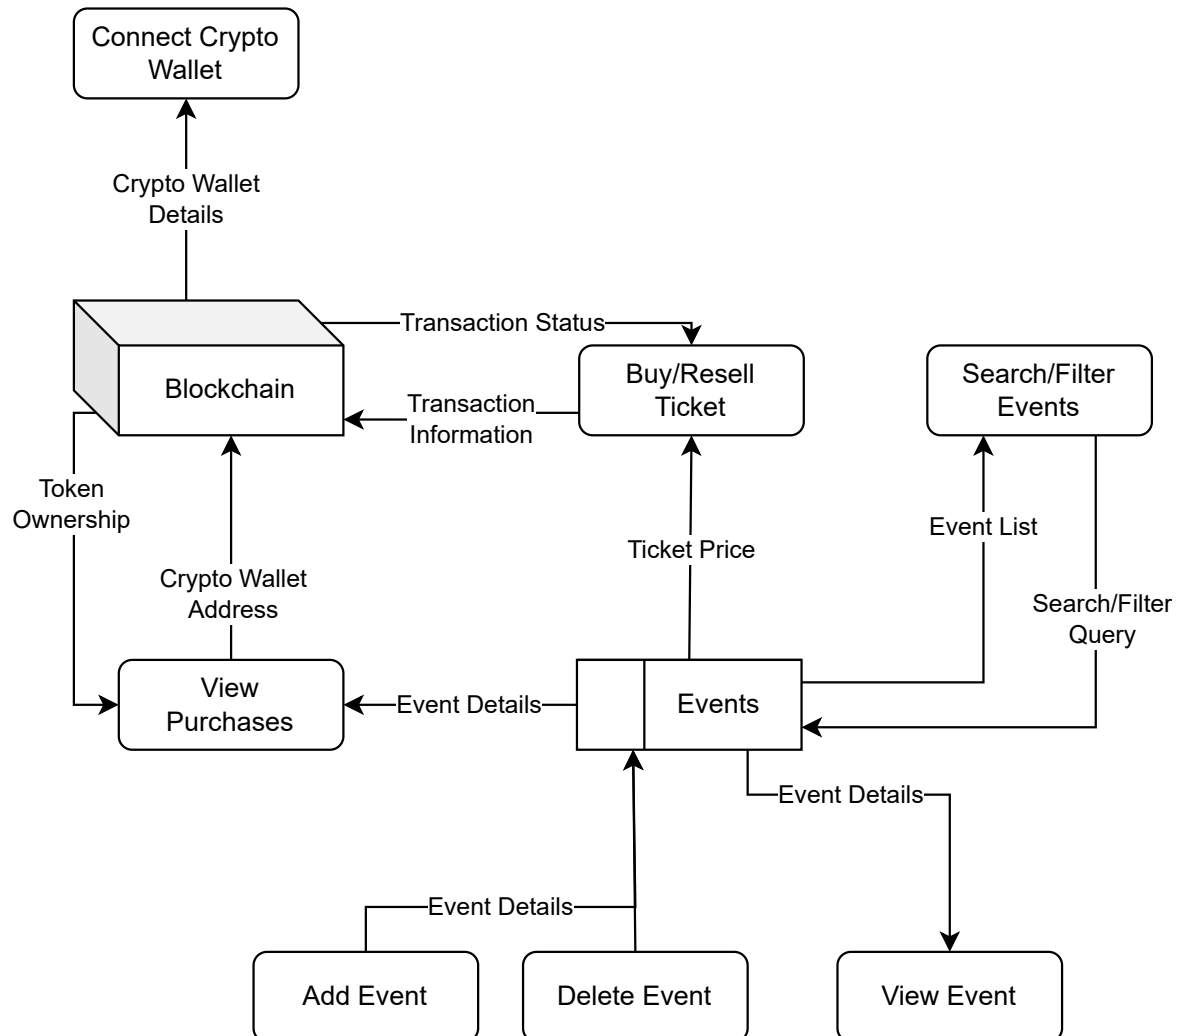 Connect Crypto
Wallet
Crypto Wallet
Details
Transaction Status
Blockchain
Transaction
Information
Buy/Resell
Ticket
Search/Filter
Events
Token
Ownership
Crypto Wallet
Address
Ticket Price
Event List
Search/Filter
Query
View
Purchases
Event Details
Events
Event Details
Event Details
Add Event
Delete Event
View Event